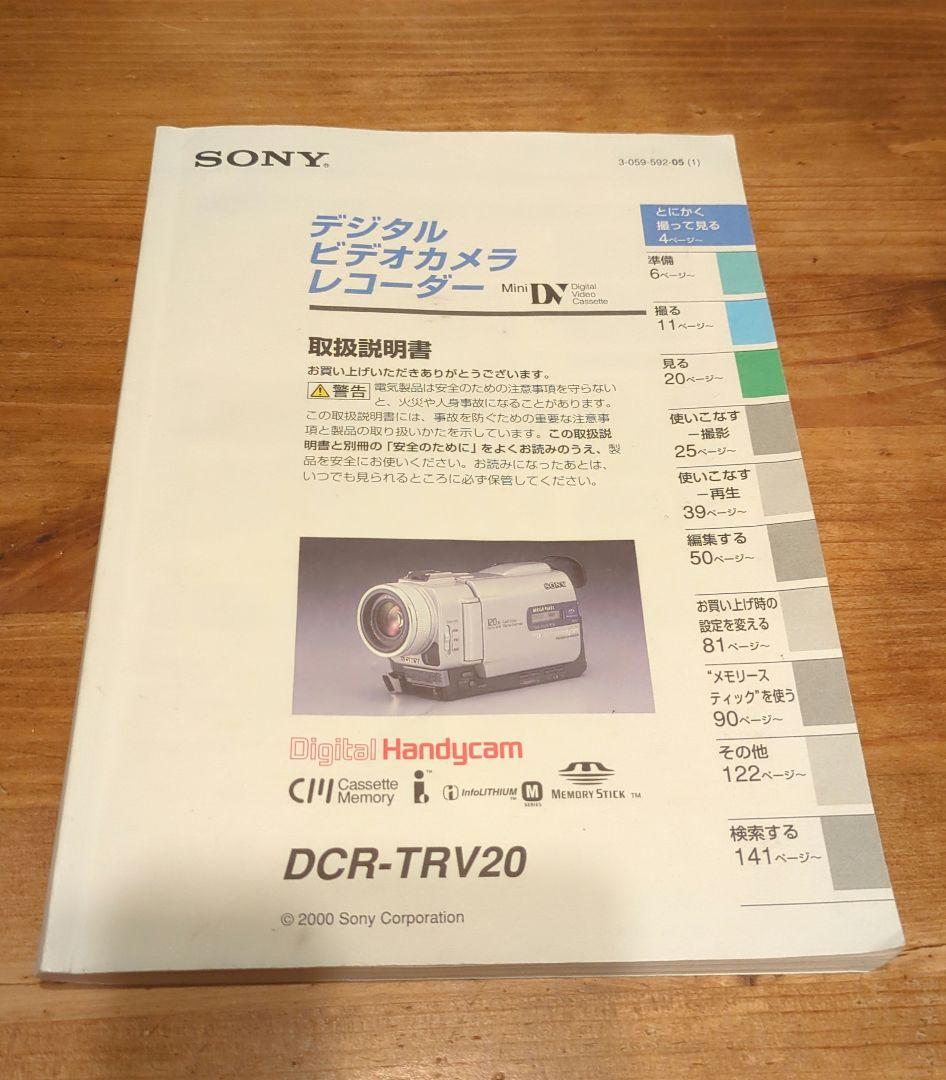 SONY®
3-059-592-05 (1)
デジタル
ビデオカメラ
レコーダー
Mini DV Digital
Video
Cassette
取扱説明書
お買い上げいただきありがとうございます。
警告 電気製品は安全のための注意事項を守らない
と、火災や人身事故になることがあります。
この取扱説明書には、事故を防ぐための重要な注意事
項と製品の取り扱いかたを示しています。この取扱説
明書と別冊の「安全のために」をよくお読みのうえ、製
品を安全にお使いください。お読みになったあとは、
いつでも見られるところに必ず保管してください。
とにかく
撮って見る
4ページ~
準備
6ページ~
撮る
11ページ~
見る
20ページ~
使いこなす
–撮影
25ページ~
使いこなす
–再生
39ページ~
編集する
50ページ~
お買い上げ時の
設定を変える
81ページ~
“メモリース
ティック”を使う
90ページ~
その他
122ページ~
検索する
141ページ~
SONY
120x
SONY
Digital Handycam
CM Cassette
Memory
i™
i InfoLITHIUM™ M
SERIES
MEMORY STICK ™
DCR-TRV20
© 2000 Sony Corporation